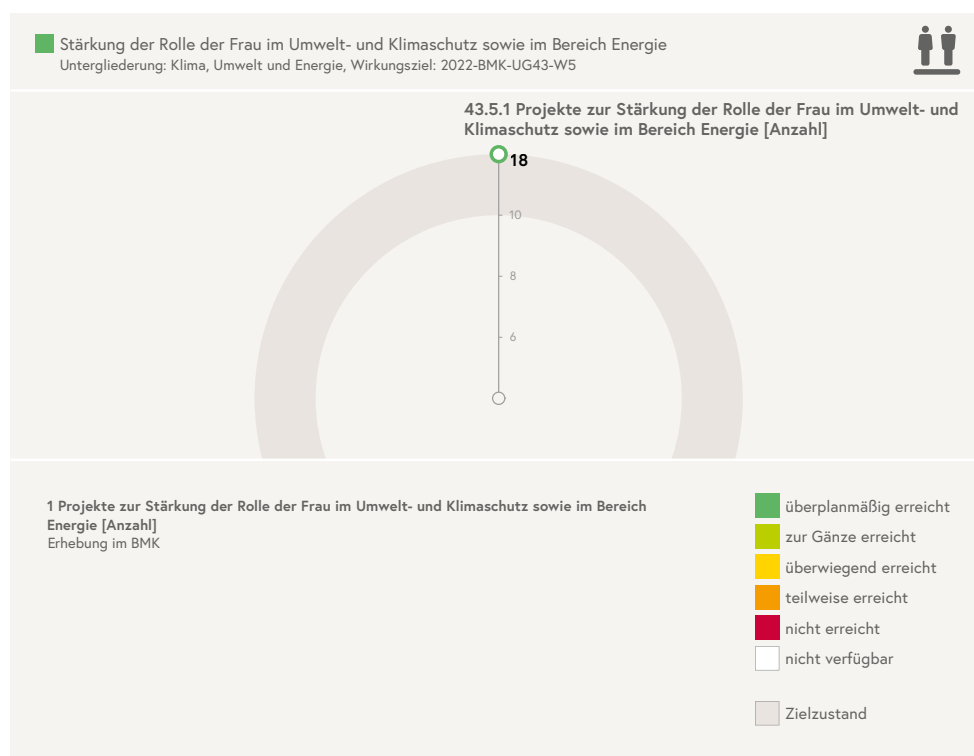 Stärkung der Rolle der Frau im Umwelt- und Klimaschutz sowie im Bereich Energie
Untergliederung: Klima, Umwelt und Energie, Wirkungsziel: 2022-BMK-UG43-W5
43.5.1 Projekte zur Stärkung der Rolle der Frau im Umwelt- und
Klimaschutz sowie im Bereich Energie [Anzahl]
18
10
8
6
1 Projekte zur Stärkung der Rolle der Frau im Umwelt- und Klimaschutz sowie im Bereich
Energie [Anzahl]
Erhebung im BMK
überplanmäßig erreicht
zur Gänze erreicht
überwiegend erreicht
teilweise erreicht
nicht erreicht
nicht verfügbar
Zielzustand